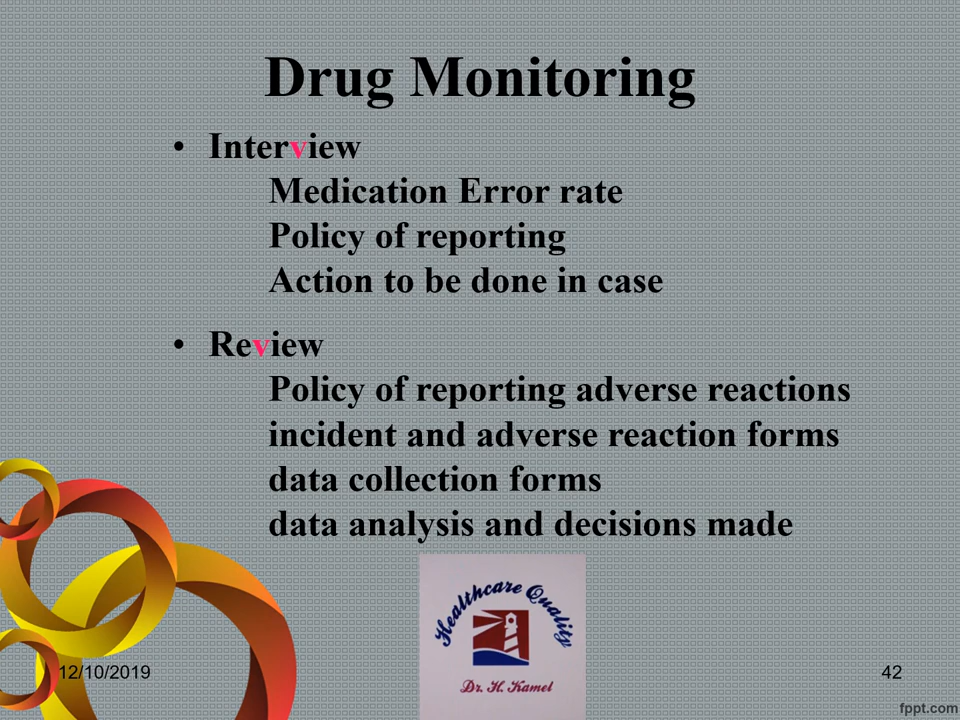 Drug Monitoring
• Interview
Medication Error rate
Policy of reporting
Action to be done in case
• Review
Policy of reporting adverse reactions
incident and adverse reaction forms
data collection forms
data analysis and decisions made
Healthcare Quality
Dr. H. Kamel
12/10/2019
42
fppt.com